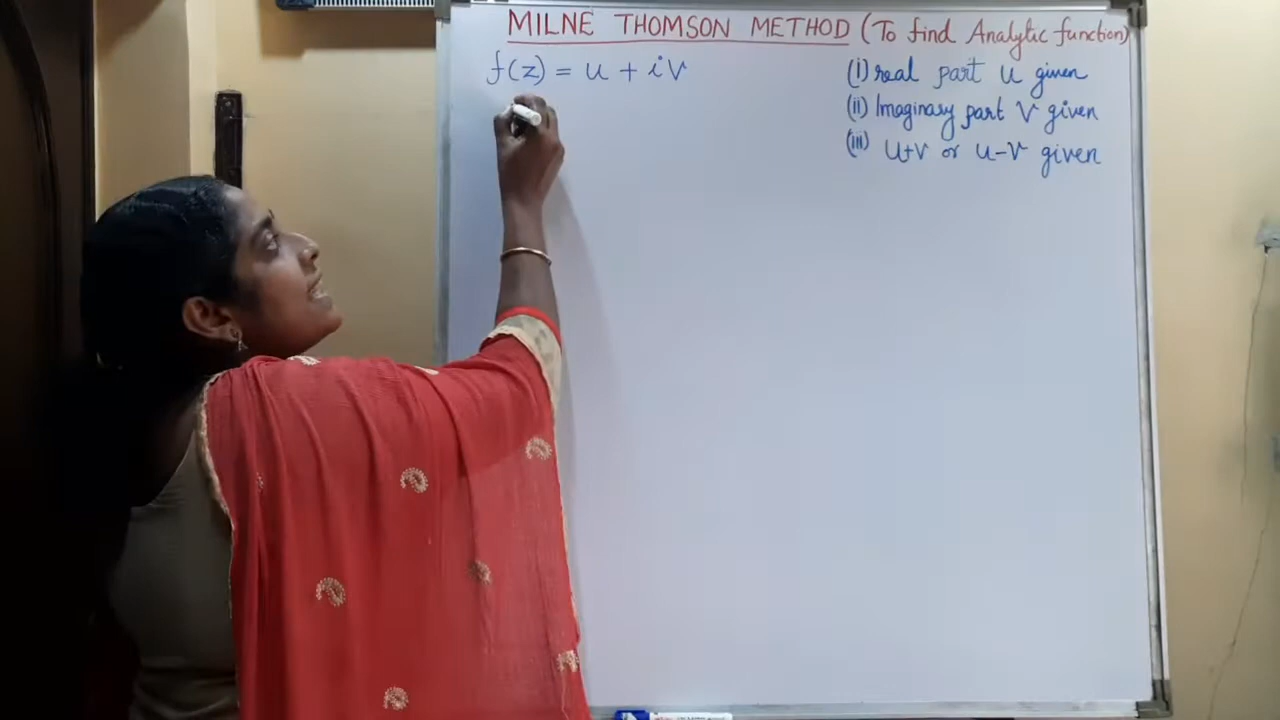 MILNE THOMSON METHOD (To find Analytic function)
f(z) = u + iv
(i) real part u given
(ii) Imaginary part v given
(iii) u+v or u-v given